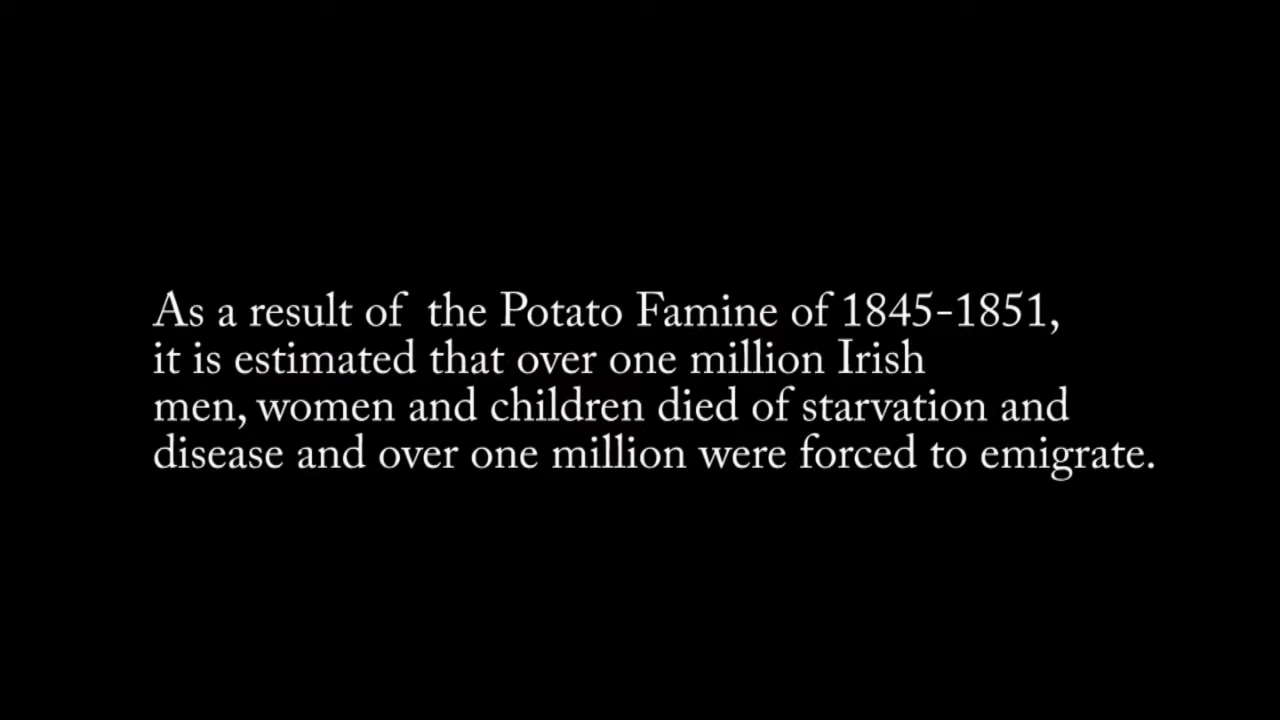 As a result of the Potato Famine of 1845-1851,
it is estimated that over one million Irish
men, women and children died of starvation and
disease and over one million were forced to emigrate.